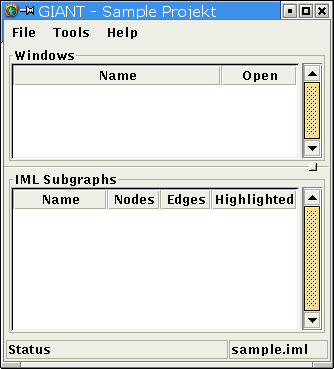 GIANT - Sample Projekt
File Tools Help
Windows
Name Open
IML Subgraphs
Name Nodes Edges Highlighted
Status sample.iml